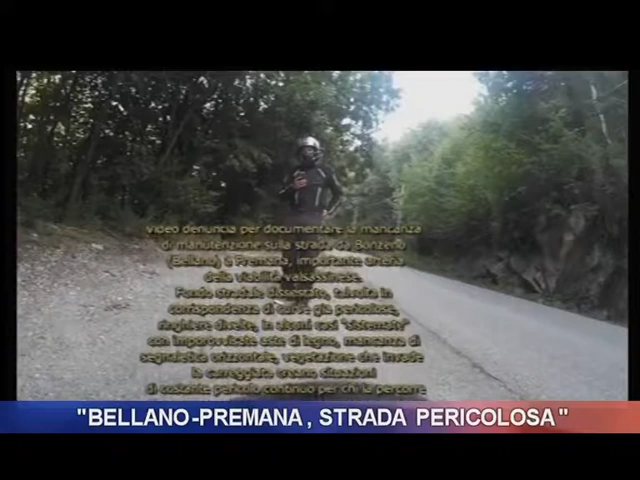 video denuncia per documentare la mancanza
di manutenzione sulla strada da Bonzeno
(Bellano) a Premana, importante arteria
della viabilità valsassinese.
Fondo stradale dissestato, talvolta in
corrispondenza di curve già pericolose,
ringhiere divelte, in alcuni casi "sistemate"
con improvvisate aste di legno, mancanza di
segnaletica orizzontale, vegetazione che invade
la carreggiata creano situazioni
di costante pericolo continuo per chi la percorre
"BELLANO-PREMANA, STRADA PERICOLOSA"